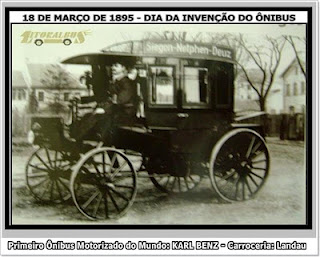 18 DE MARÇO DE 1895 - DIA DA INVENÇÃO DO ÔNIBUS
LITORALBUS
Siegen-Netphen-Deuz
Primeiro Ônibus Motorizado do Mundo: KARL BENZ - Carroceria: Landau